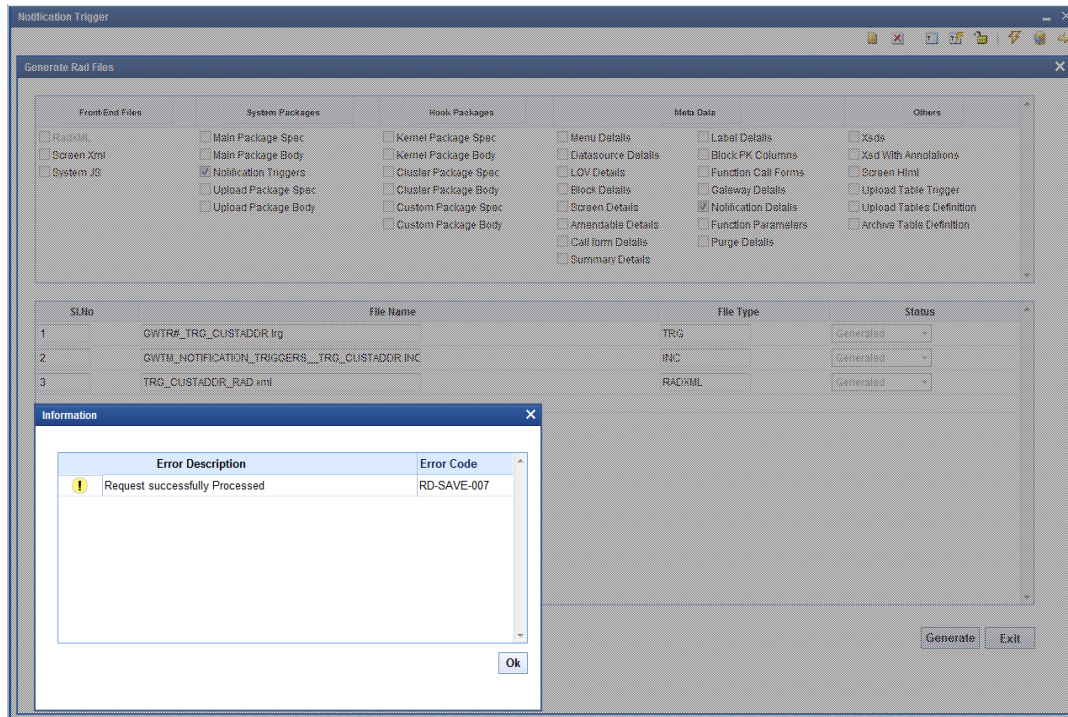 Notification Trigger
Generate Rad Files
Front-End Files System Packages Hook Packages Meta Data Others
RadXML Main Package Spec Kernel Package Spec Menu Details Label Details Xsds
Screen Xml Main Package Body Kernel Package Body Datasource Details Block PK Columns Xsd With Annotations
System JS Notification Triggers Cluster Package Spec LOV Details Function Call Forms Screen Html
Upload Package Spec Cluster Package Body Block Details Gateway Details Upload Table Trigger
Upload Package Body Custom Package Spec Screen Details Notification Details Upload Tables Definition
Custom Package Body Amendable Details Function Parameters Archive Table Definition
Call form Details Purge Details
Summary Details
Sl.No File Name File Type Status
1 GWTR#_TRG_CUSTADDR.trg TRG Generated
2 GWTM_NOTIFICATION_TRIGGERS__TRG_CUSTADDR.INC INC Generated
3 TRG_CUSTADDR_RAD.xml RADXML Generated
Information
Error Description Error Code
Request successfully Processed RD-SAVE-007
Ok
Generate Exit